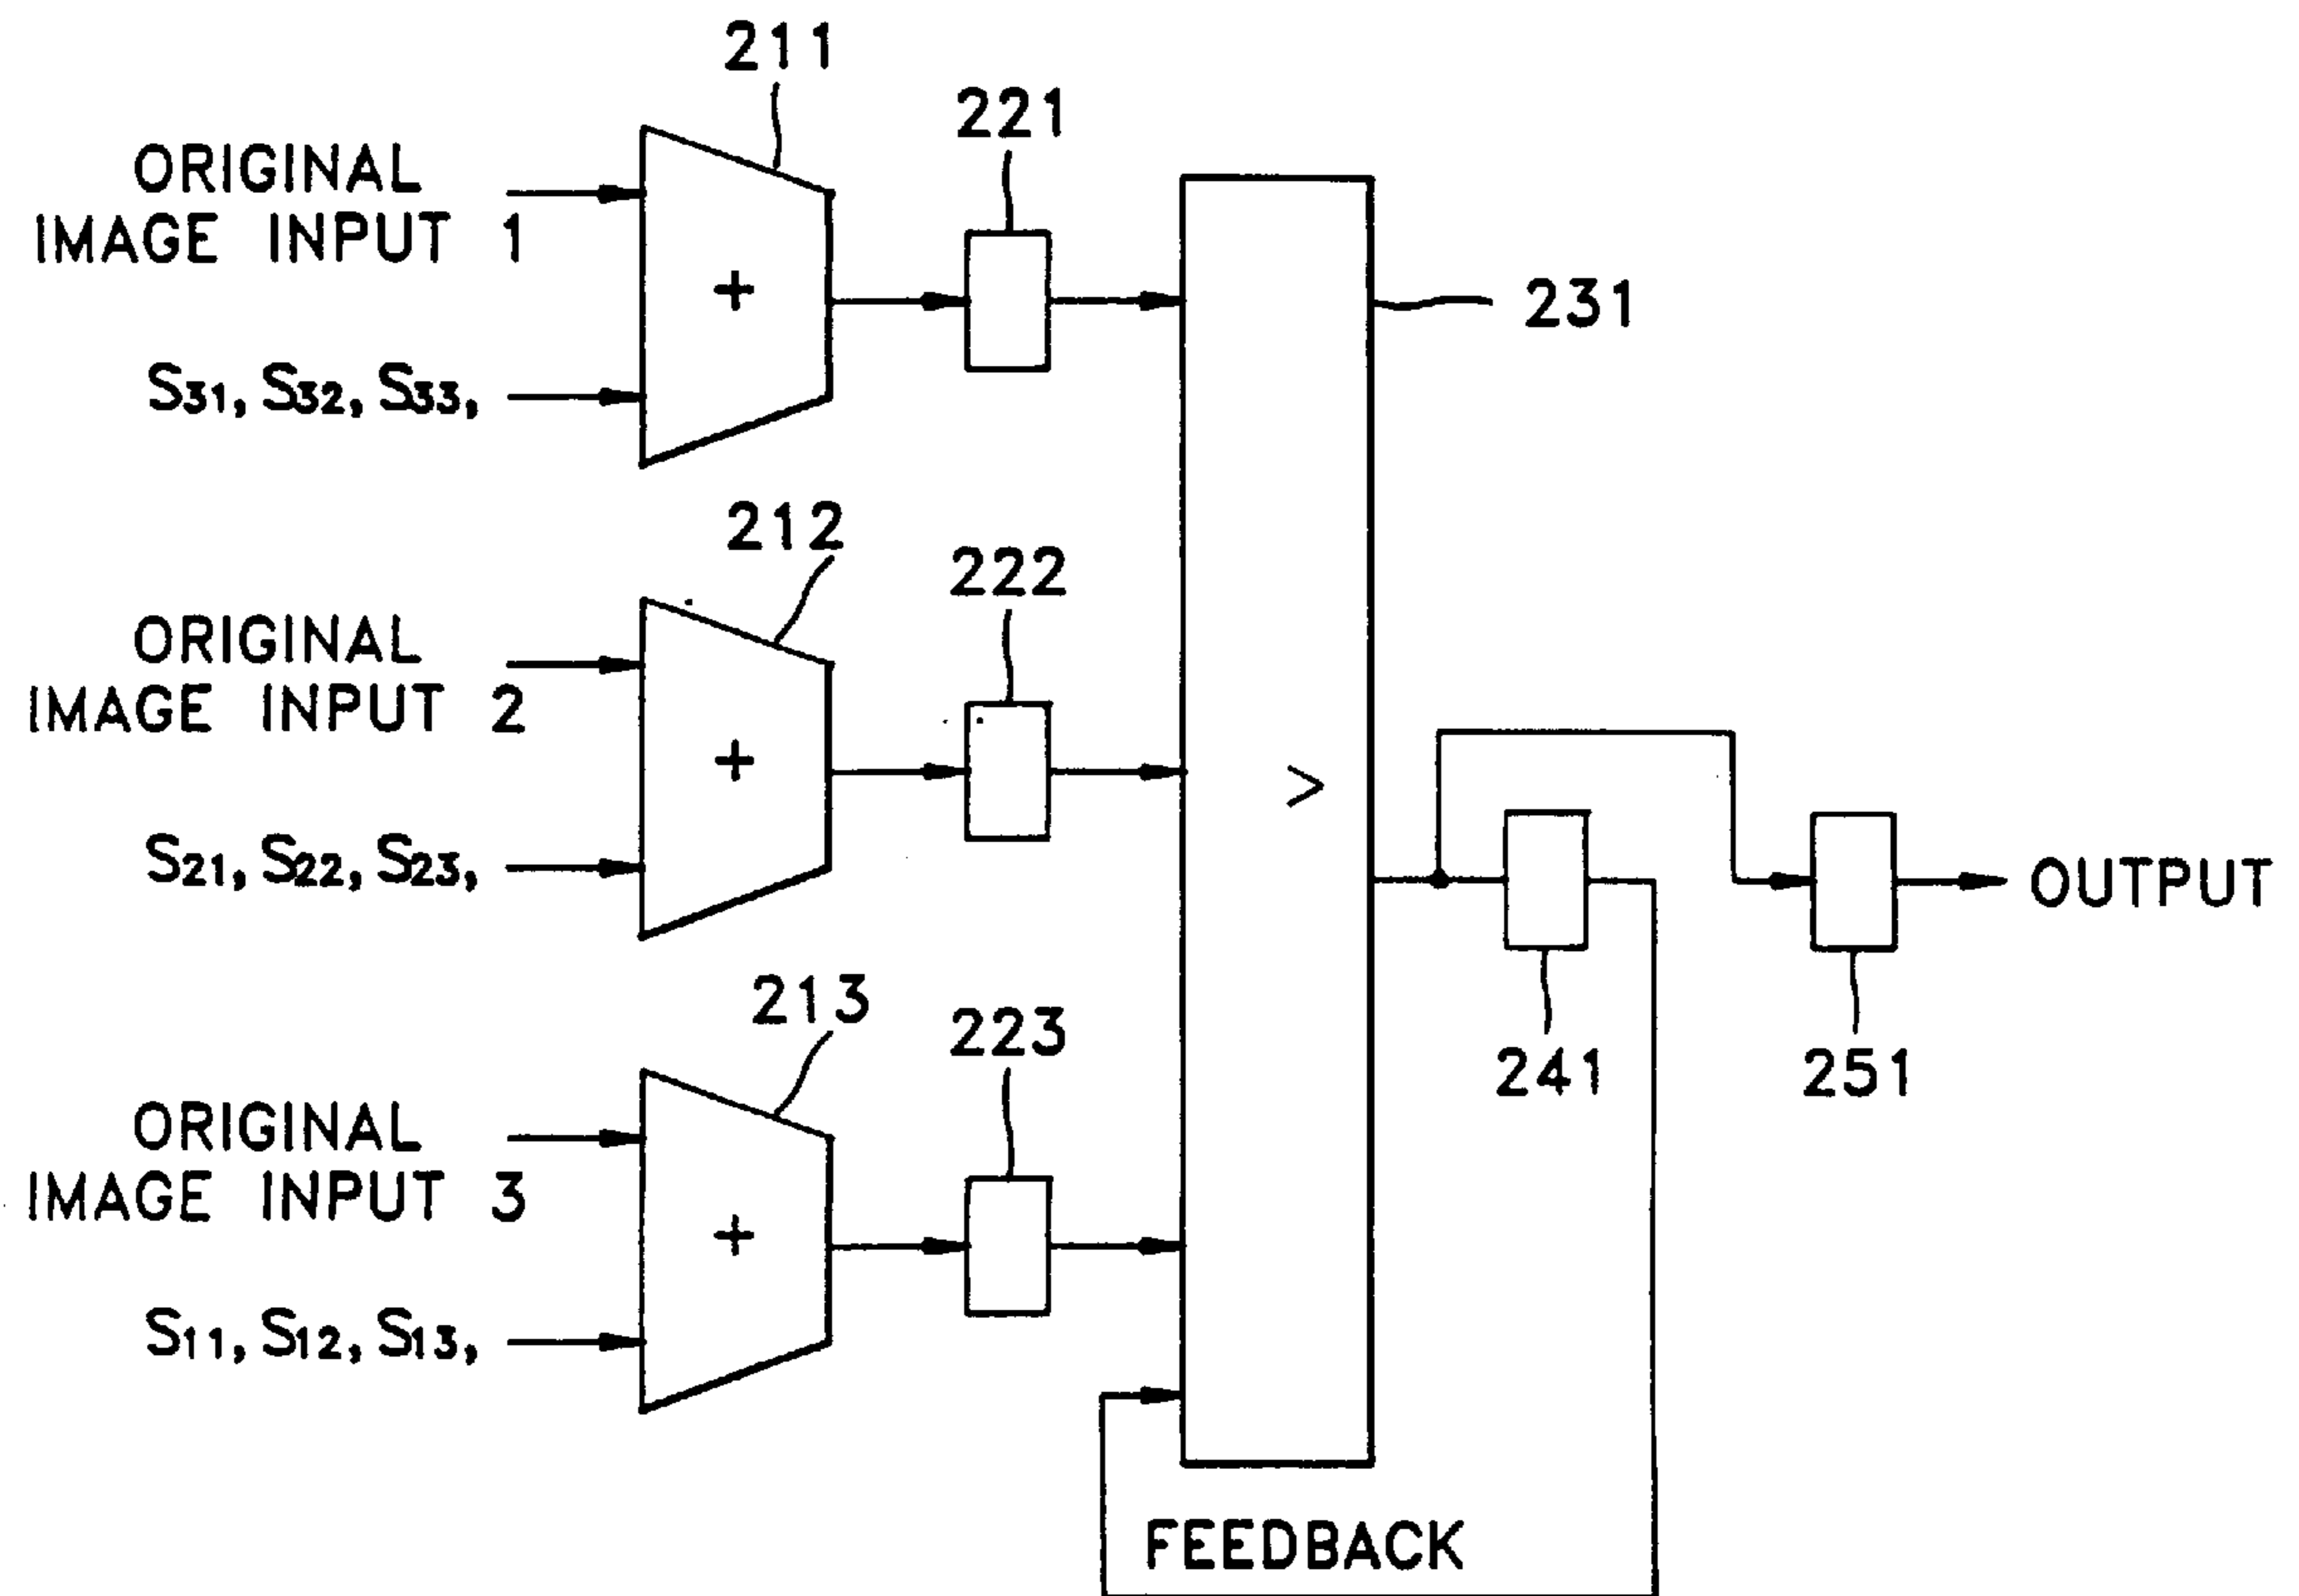 211
221
ORIGINAL
IMAGE INPUT 1
+
231
S31, S32, S33,
212
222
ORIGINAL
IMAGE INPUT 2
+
>
S21, S22, S23,
OUTPUT
213
223
241
251
ORIGINAL
IMAGE INPUT 3
+
S11, S12, S13,
FEEDBACK